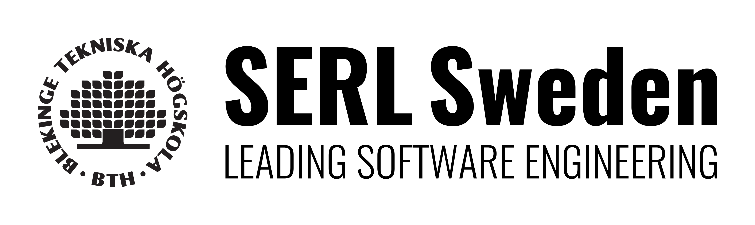 BLEKINGE TEKNISKA HÖGSKOLA
· BTH ·
SERL Sweden
LEADING SOFTWARE ENGINEERING